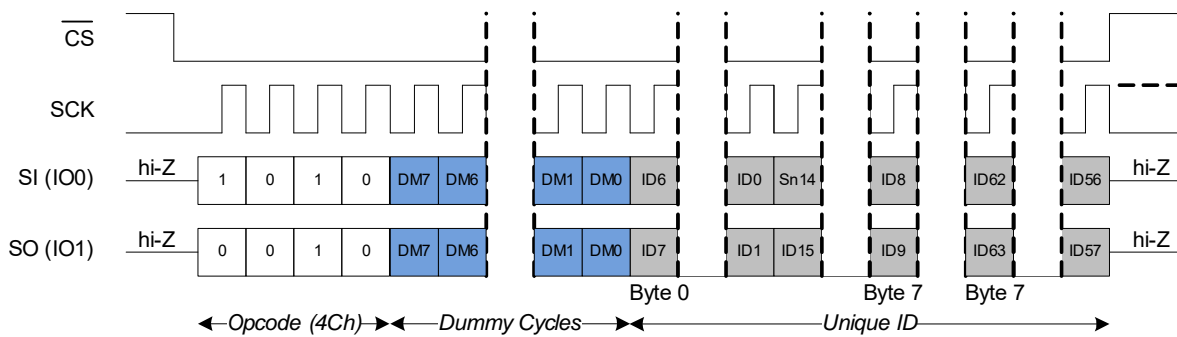 CS
SCK
SI (IO0) hi-Z 1 0 1 0 DM7 DM6 DM1 DM0 ID6 ID0 Sn14 ID8 ID62 ID56 hi-Z
SO (IO1) hi-Z 0 0 1 0 DM7 DM6 DM1 DM0 ID7 ID1 ID15 ID9 ID63 ID57 hi-Z
Byte 0 Byte 7 Byte 7
Opcode (4Ch) Dummy Cycles Unique ID